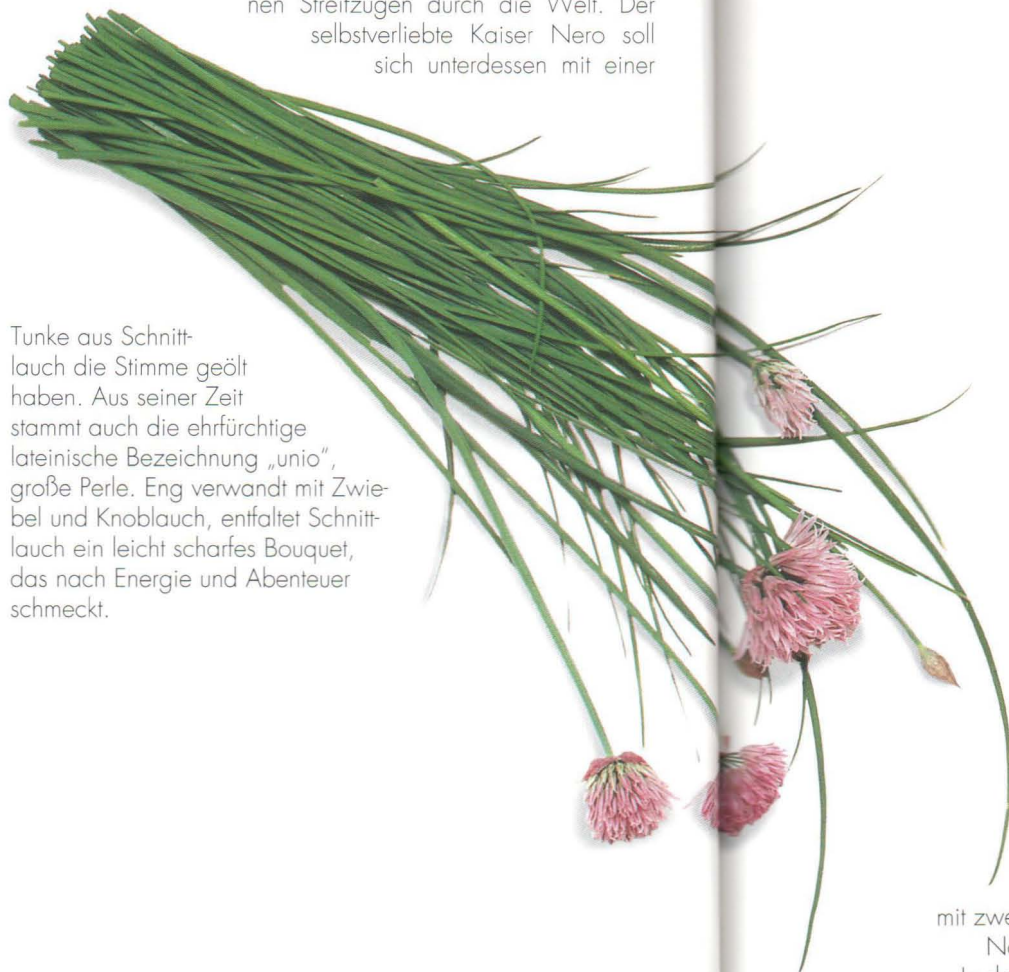 nen Streifzügen durch die Welt. Der
selbstverliebte Kaiser Nero soll
sich unterdessen mit einer
Tunke aus Schnitt-
lauch die Stimme geölt
haben. Aus seiner Zeit
stammt auch die ehrfürchtige
lateinische Bezeichnung „unio”,
große Perle. Eng verwandt mit Zwie-
bel und Knoblauch, entfaltet Schnitt-
lauch ein leicht scharfes Bouquet,
das nach Energie und Abenteuer
schmeckt.
mit